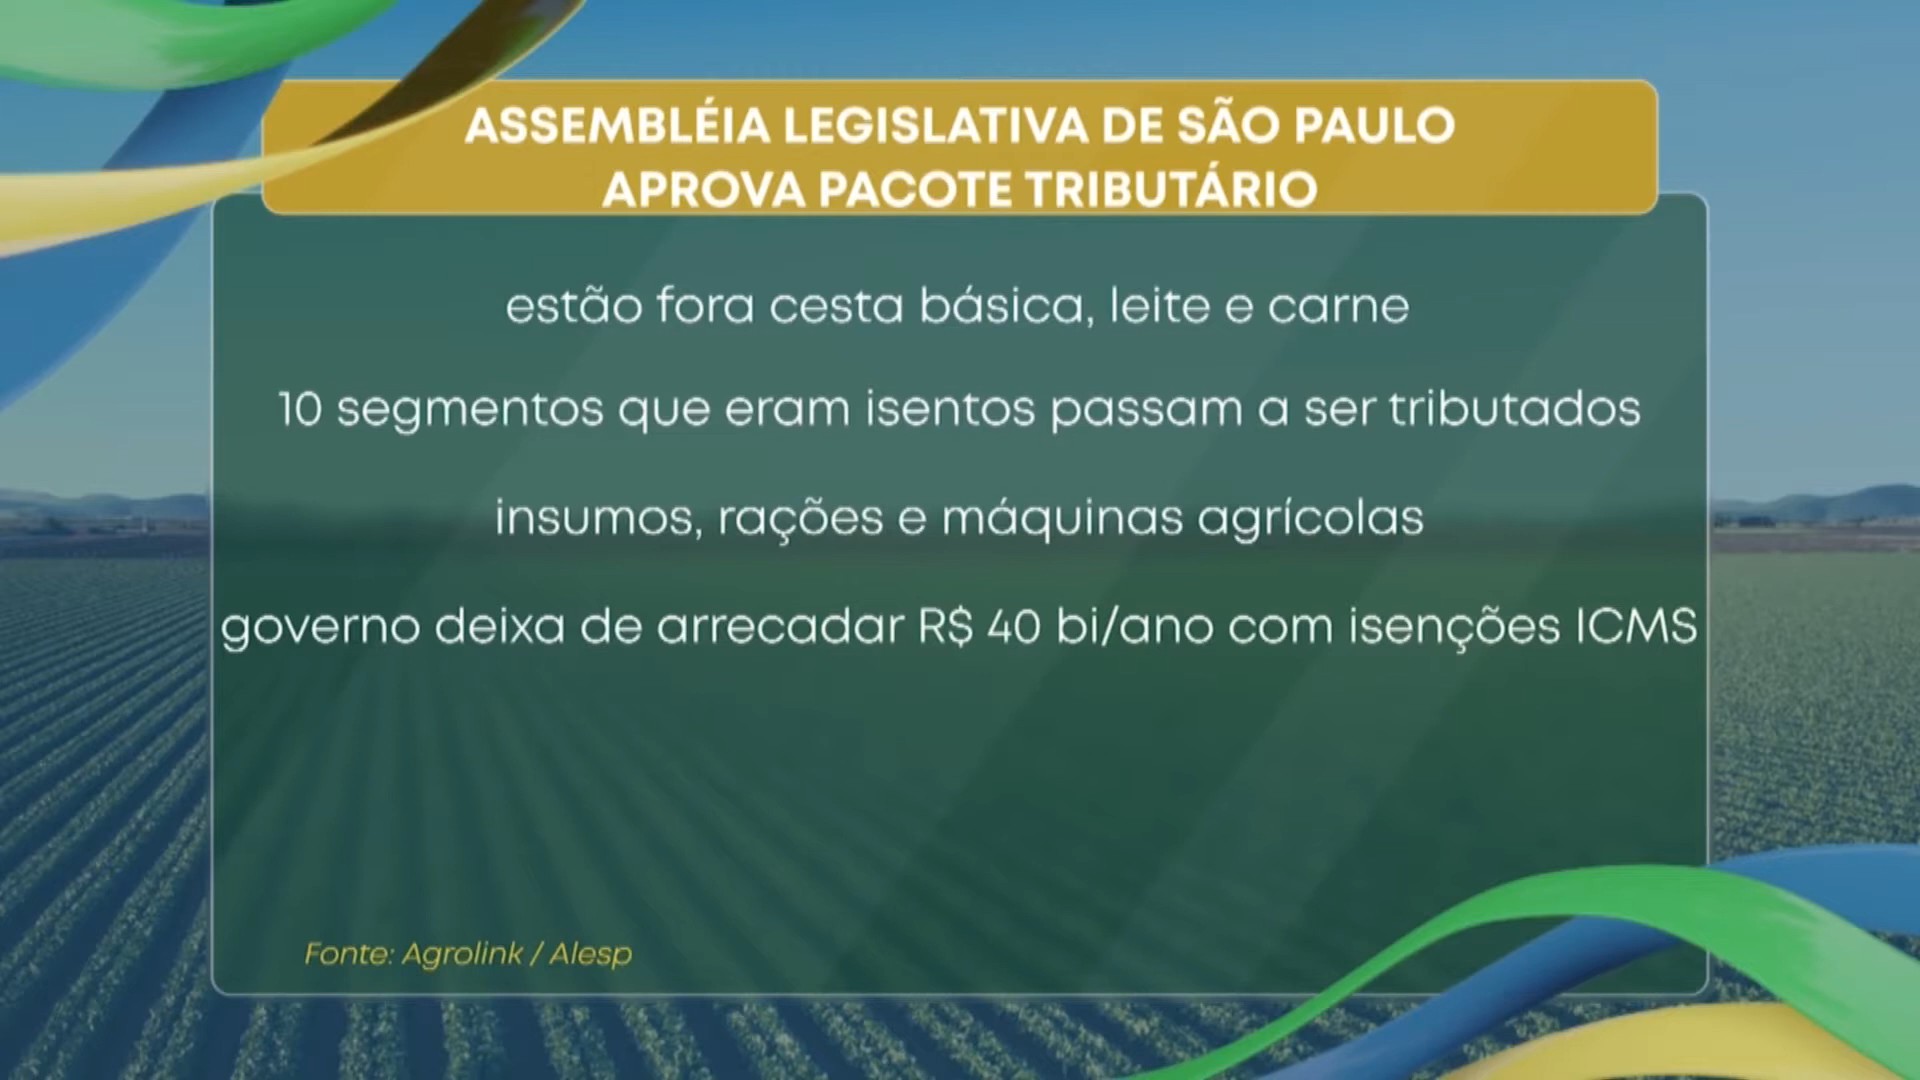 ASSEMBLÉIA LEGISLATIVA DE SÃO PAULO
APROVA PACOTE TRIBUTÁRIO
estão fora cesta básica, leite e carne
10 segmentos que eram isentos passam a ser tributados
insumos, rações e máquinas agrícolas
governo deixa de arrecadar R$ 40 bi/ano com isenções ICMS
Fonte: Agrolink / Alesp